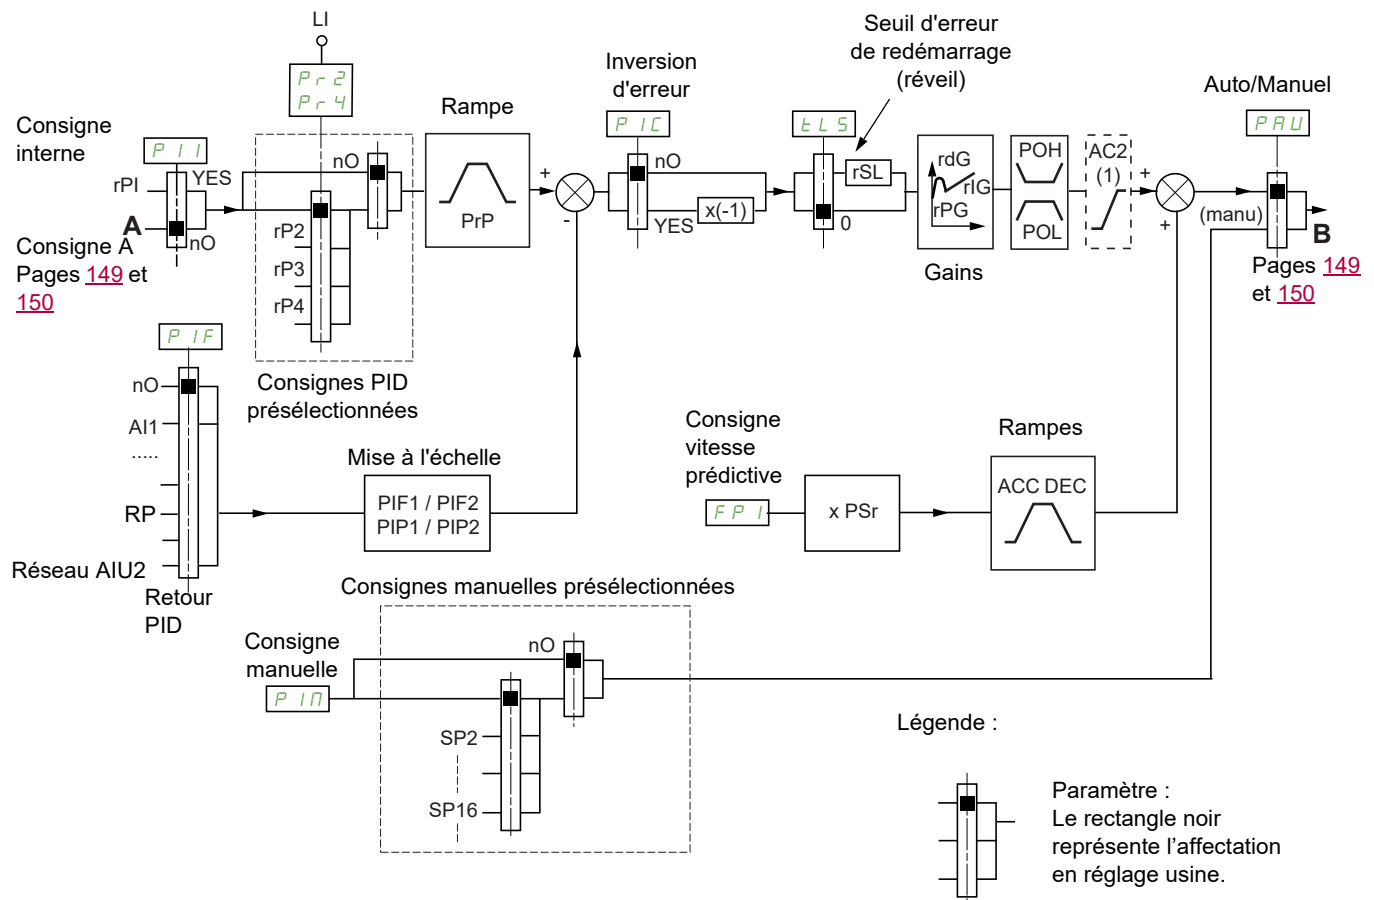 LI
Pr2
Pr4
Consigne
interne
PII
rPI
YES
A
nO
Consigne A
Pages 149 et
150
nO
rP2
rP3
rP4
Consignes PID
présélectionnées
Rampe
PrP
+
-
Inversion
d'erreur
PIC
nO
YES
x(-1)
Seuil d'erreur
de redémarrage
(réveil)
tLS
rSL
0
rdG
rIG
rPG
Gains
POH
POL
AC2
(1)
+
+
Auto/Manuel
PAU
(manu)
B
Pages 149
et 150
PIF
nO
AI1
.....
RP
Réseau AIU2
Retour
PID
Mise à l'échelle
PIF1 / PIF2
PIP1 / PIP2
Consigne
vitesse
prédictive
FPI
x PSr
Rampes
ACC DEC
Consignes manuelles présélectionnées
Consigne
manuelle
PIM
nO
SP2
SP16
Légende :
Paramètre :
Le rectangle noir
représente l’affectation
en réglage usine.